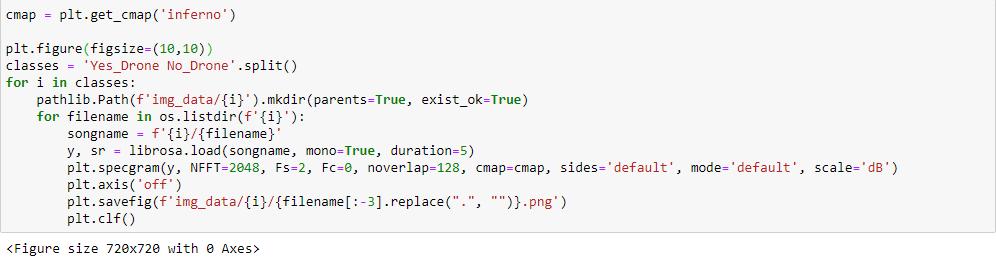 cmap = plt.get_cmap('inferno')
plt.figure(figsize=(10,10))
classes = 'Yes_Drone No_Drone'.split()
for i in classes:
    pathlib.Path(f'img_data/{i}').mkdir(parents=True, exist_ok=True)
    for filename in os.listdir(f'{i}'):
        songname = f'{i}/{filename}'
        y, sr = librosa.load(songname, mono=True, duration=5)
        plt.specgram(y, NFFT=2048, Fs=2, Fc=0, noverlap=128, cmap=cmap, sides='default', mode='default', scale='dB')
        plt.axis('off')
        plt.savefig(f'img_data/{i}/{filename[:-3].replace(".", "")}.png')
        plt.clf()
<Figure size 720x720 with 0 Axes>